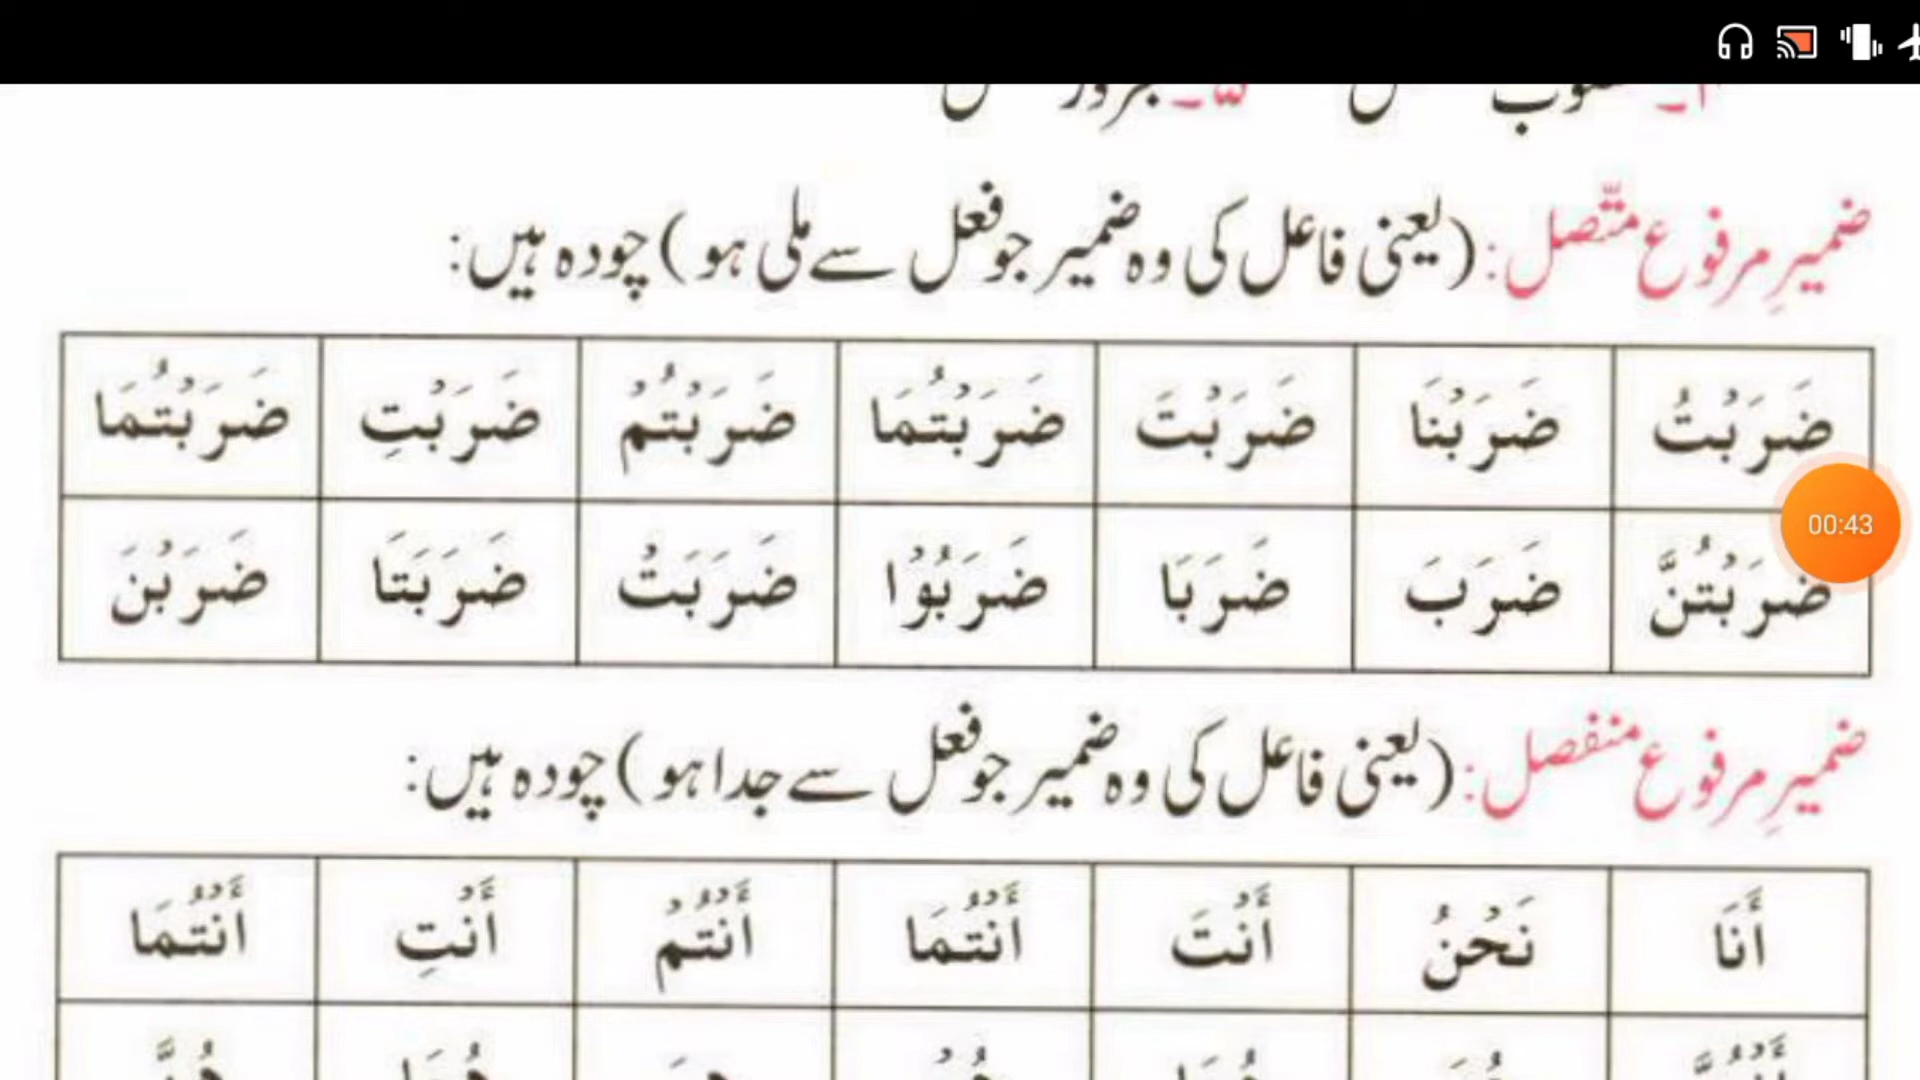 ضمیرِ مرفوع متّصل: (یعنی فاعل کی وہ ضمیر جو فعل سے ملی ہو) چودہ ہیں:
ضَرَبْتُ ضَرَبْنَا ضَرَبْتَ ضَرَبْتُمَا ضَرَبْتُمْ ضَرَبْتِ ضَرَبْتُمَا
00:43
ضَرَبْتُنَّ ضَرَبَ ضَرَبَا ضَرَبُوْا ضَرَبَتْ ضَرَبَتَا ضَرَبْنَ
ضمیرِ مرفوع منفصل: (یعنی فاعل کی وہ ضمیر جو فعل سے جدا ہو) چودہ ہیں:
أَنَا نَحْنُ أَنْتَ أَنْتُمَا أَنْتُمْ أَنْتِ أَنْتُمَا